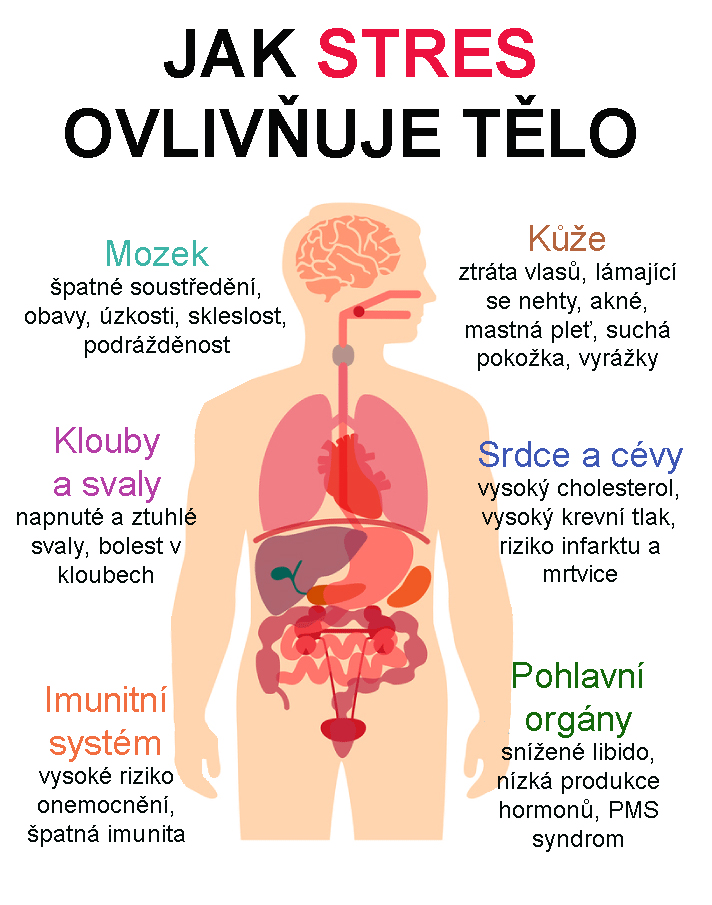 JAK STRES
OVLIVŇUJE TĚLO
Mozek
špatné soustředění,
obavy, úzkosti, skleslost,
podrážděnost
Kůže
ztráta vlasů, lámající
se nehty, akné,
mastná pleť, suchá
pokožka, vyrážky
Klouby
a svaly
napnuté a ztuhlé
svaly, bolest v
kloubech
Srdce a cévy
vysoký cholesterol,
vysoký krevní tlak,
riziko infarktu a
mrtvice
Imunitní
systém
vysoké riziko
onemocnění,
špatná imunita
Pohlavní
orgány
snížené libido,
nízká produkce
hormonů, PMS
syndrom